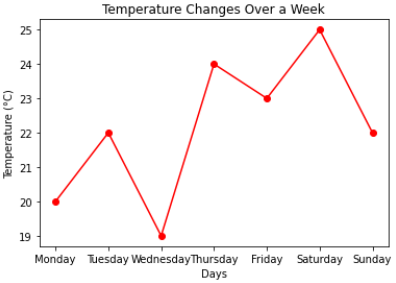 Temperature Changes Over a Week
25
24
23
22
21
20
19
Temperature (°C)
Monday Tuesday Wednesday Thursday Friday Saturday Sunday
Days